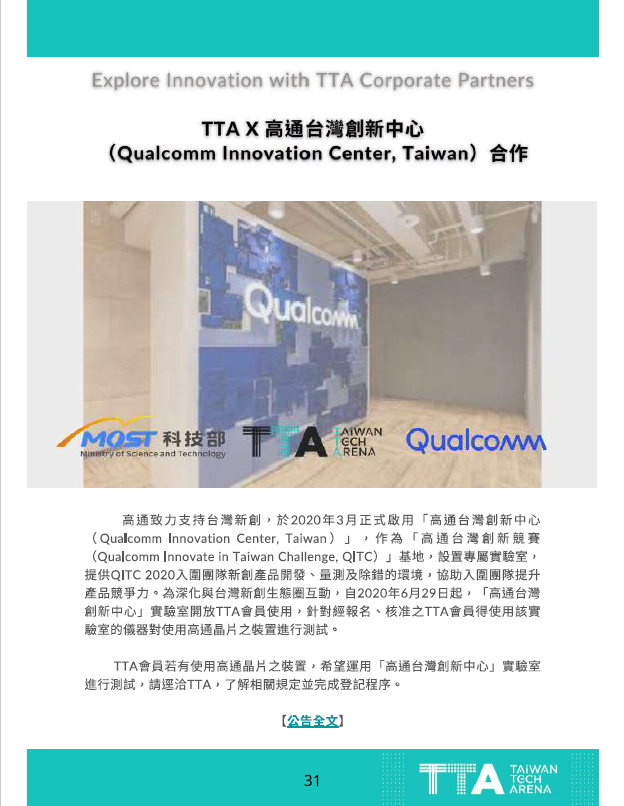 Explore Innovation with TTA Corporate Partners
TTA X 高通台灣創新中心
（Qualcomm Innovation Center, Taiwan）合作
Qualcomm
MOST 科技部
Ministry of Science and Technology
TTA TAIWAN TECH ARENA
Qualcomm
高通致力支持台灣新創，於2020年3月正式啟用「高通台灣創新中心
（Qualcomm Innovation Center, Taiwan）」，作為「高通台灣創新競賽
（Qualcomm Innovate in Taiwan Challenge, QITC）」基地，設置專屬實驗室，
提供QITC 2020入圍團隊新創產品開發、量測及除錯的環境，協助入圍團隊提升
產品競爭力。為深化與台灣新創生態圈互動，自2020年6月29日起，「高通台灣
創新中心」實驗室開放TTA會員使用，針對經報名、核准之TTA會員得使用該實
驗室的儀器對使用高通晶片之裝置進行測試。
TTA會員若有使用高通晶片之裝置，希望運用「高通台灣創新中心」實驗室
進行測試，請逕洽TTA，了解相關規定並完成登記程序。
【公告全文】
31
TTA TAIWAN TECH ARENA